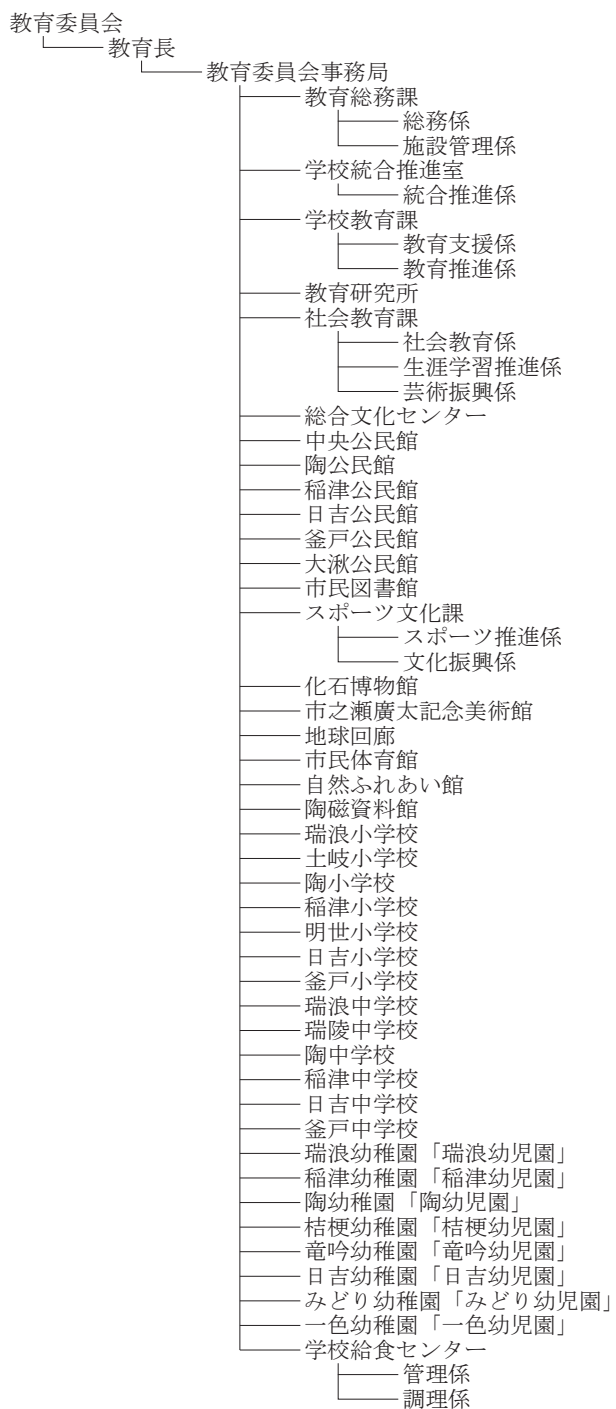 教育委員会
教育長
教育委員会事務局
教育総務課
総務係
施設管理係
学校統合推進室
統合推進係
学校教育課
教育支援係
教育推進係
教育研究所
社会教育課
社会教育係
生涯学習推進係
芸術振興係
総合文化センター
中央公民館
陶公民館
稲津公民館
日吉公民館
釜戸公民館
大湫公民館
市民図書館
スポーツ文化課
スポーツ推進係
文化振興係
化石博物館
市之瀬廣太記念美術館
地球回廊
市民体育館
自然ふれあい館
陶磁資料館
瑞浪小学校
土岐小学校
陶小学校
稲津小学校
明世小学校
日吉小学校
釜戸小学校
瑞浪中学校
瑞陵中学校
陶中学校
稲津中学校
日吉中学校
釜戸中学校
瑞浪幼稚園「瑞浪幼児園」
稲津幼稚園「稲津幼児園」
陶幼稚園「陶幼児園」
桔梗幼稚園「桔梗幼児園」
竜吟幼稚園「竜吟幼児園」
日吉幼稚園「日吉幼児園」
みどり幼稚園「みどり幼児園」
一色幼稚園「一色幼児園」
学校給食センター
管理係
調理係